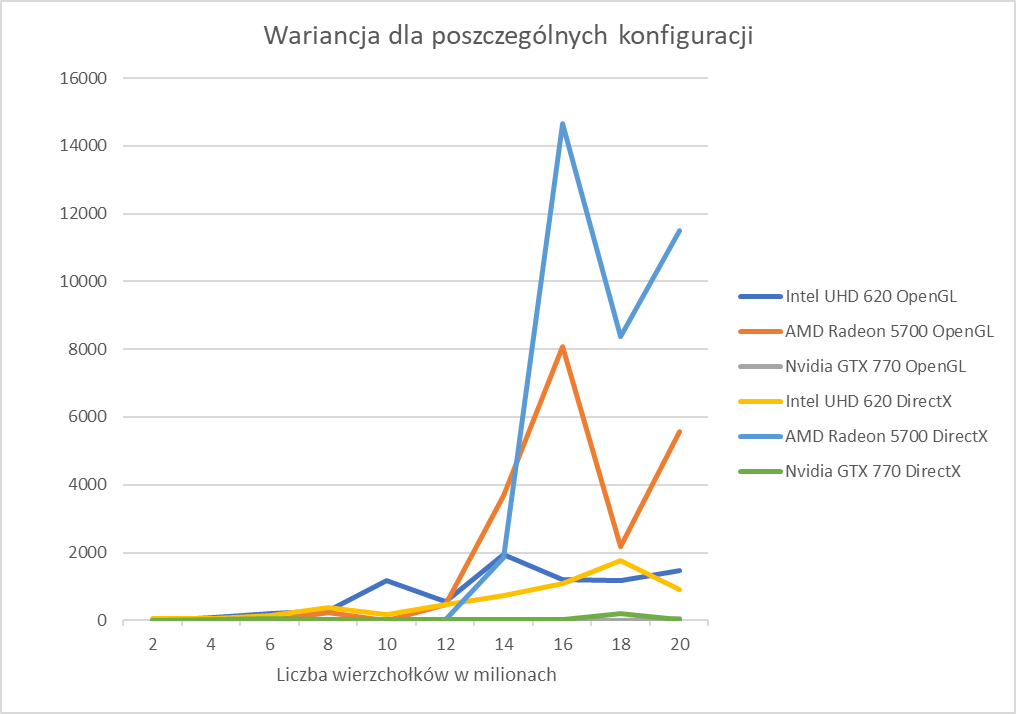 Wariancja dla poszczególnych konfiguracji
16000
14000
12000
10000
8000
6000
4000
2000
0
2 4 6 8 10 12 14 16 18 20
Liczba wierzchołków w milionach
Intel UHD 620 OpenGL
AMD Radeon 5700 OpenGL
Nvidia GTX 770 OpenGL
Intel UHD 620 DirectX
AMD Radeon 5700 DirectX
Nvidia GTX 770 DirectX